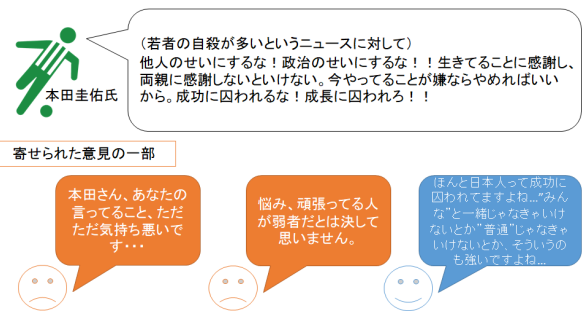 (若者の自殺が多いというニュースに対して)
他人のせいにするな!政治のせいにするな!!生きてることに感謝し、
両親に感謝しないといけない。今やってることが嫌ならやめればいい
から。成功に囚われるな!成長に囚われろ!!
本田圭佑氏
寄せられた意見の一部
本田さん、あなたの
言ってること、ただ
ただ気持ち悪いで
す・・・
悩み、頑張ってる人
が弱者だとは決して
思いません。
ほんと日本人って成功に
囚われてますよね…"みん
な"と一緒じゃなきゃいけ
ないとか"普通"じゃなきゃ
いけないとか、そういうの
も強いですよね…